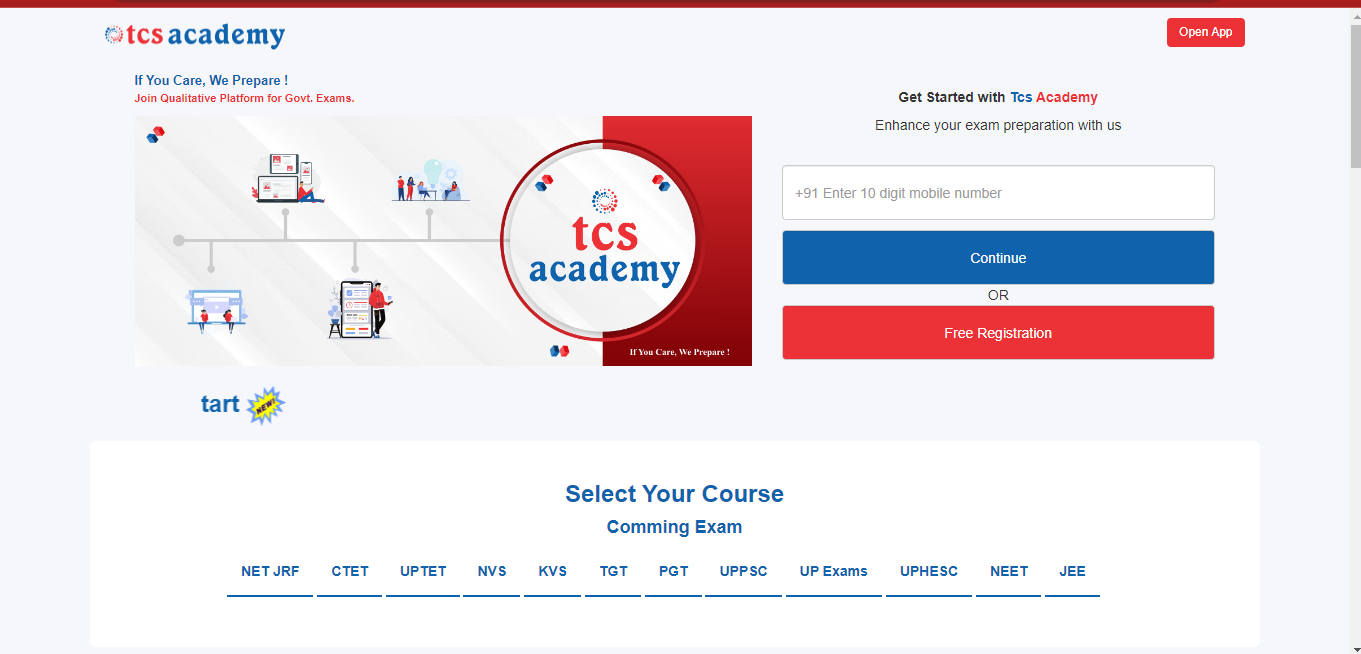 tcs academy
Open App
If You Care, We Prepare !
Join Qualitative Platform for Govt. Exams.
tcs
academy
If You Care, We Prepare !
Get Started with Tcs Academy
Enhance your exam preparation with us
+91 Enter 10 digit mobile number
Continue
OR
Free Registration
tart NEW!
Select Your Course
Comming Exam
NET JRF CTET UPTET NVS KVS TGT PGT UPPSC UP Exams UPHESC NEET JEE